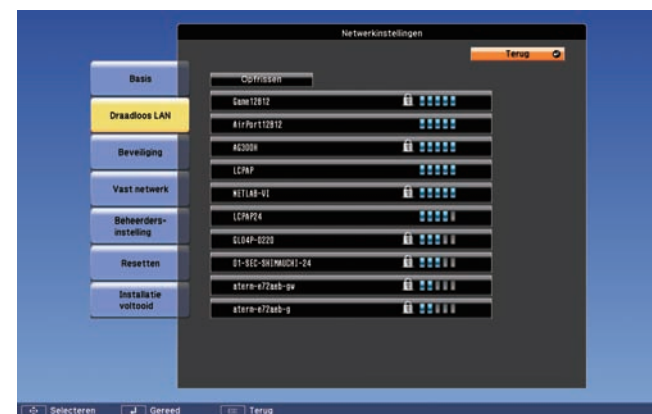 Netwerkinstellingen
Terug
Basis
Draadloos LAN
Beveiliging
Vast netwerk
Beheerders-
instelling
Resetten
Installatie
voltooid
Opfrissen
Game12812
AirPort12912
AG300H
LCPAP
NETLAB-VI
LCPAP24
GL04P-0220
01-SEC-SHIMAUCHI-24
aterm-e72aeb-gw
aterm-e72aeb-g
Selecteren
Gereed
Terug